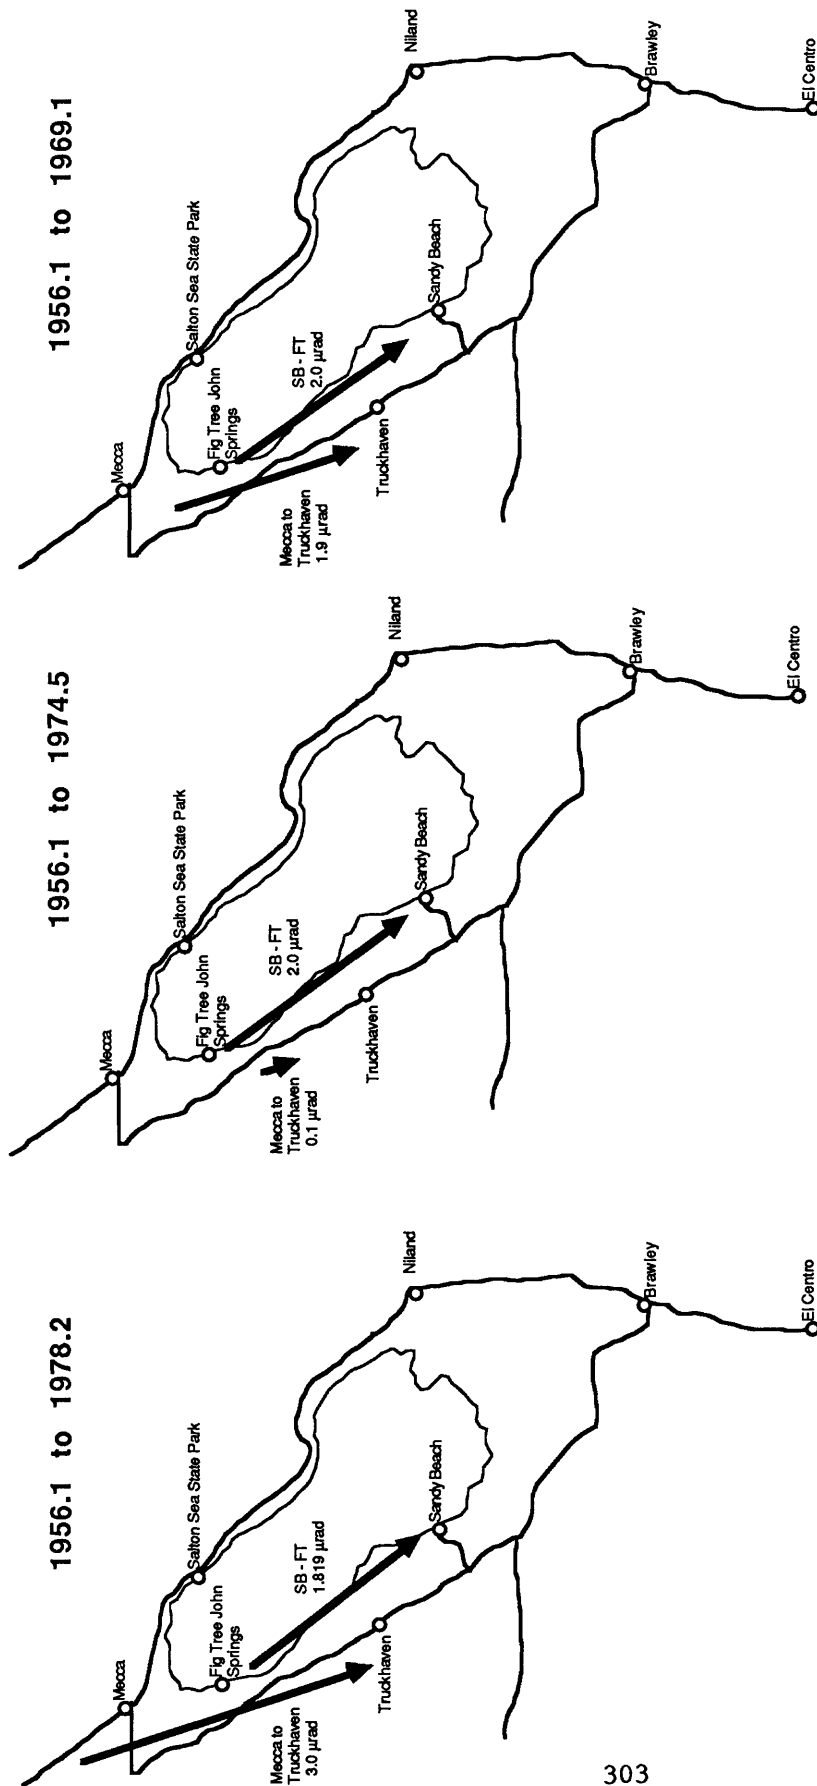 1956.1 to 1969.1
Mecca
Salton Sea State Park
Fig Tree John
Springs
SB - FT
2.0 µrad
Mecca to
Truckhaven
1.9 µrad
Truckhaven
Sandy Beach
Niland
Brawley
El Centro
1956.1 to 1974.5
Mecca
Salton Sea State Park
Fig Tree John
Springs
SB - FT
2.0 µrad
Mecca to
Truckhaven
0.1 µrad
Truckhaven
Sandy Beach
Niland
Brawley
El Centro
1956.1 to 1978.2
Mecca
Salton Sea State Park
Fig Tree John
Springs
SB - FT
1.819 µrad
Mecca to
Truckhaven
3.0 µrad
Truckhaven
Sandy Beach
Niland
Brawley
El Centro
303